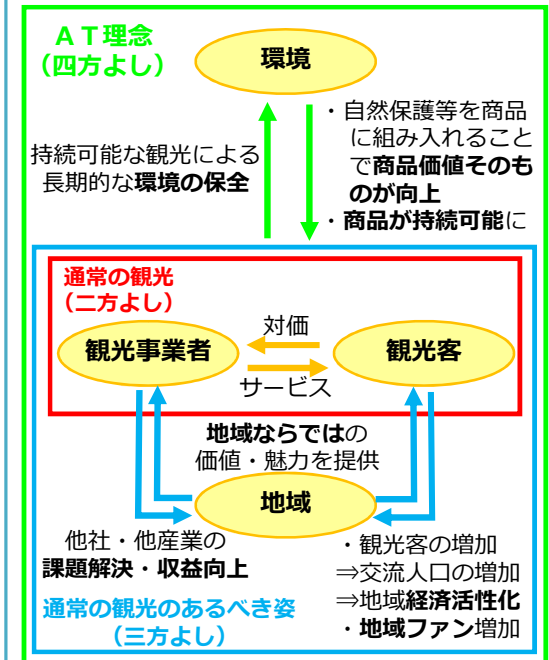 ＡＴ理念
（四方よし）
環境
持続可能な観光による
長期的な環境の保全
・自然保護等を商品
に組み入れること
で商品価値そのも
のが向上
・商品が持続可能に
通常の観光
（二方よし）
対価
観光事業者
観光客
サービス
地域ならではの
価値・魅力を提供
地域
他社・他産業の
課題解決・収益向上
・観光客の増加
⇒交流人口の増加
⇒地域経済活性化
・地域ファン増加
通常の観光のあるべき姿
（三方よし）